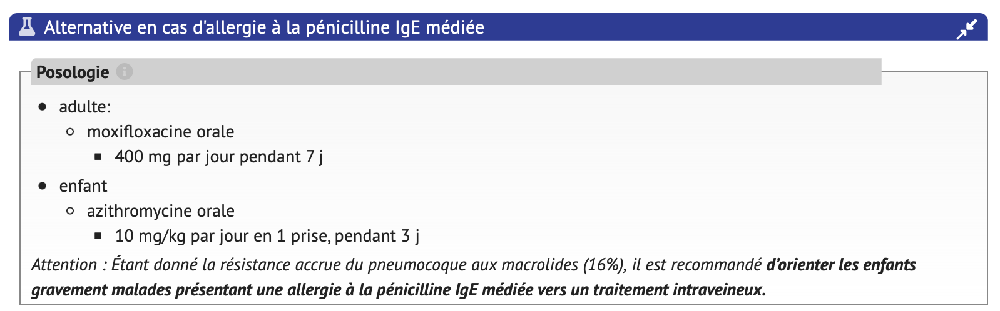 Alternative en cas d'allergie à la pénicilline IgE médiée
Posologie
adulte:
moxifloxacine orale
400 mg par jour pendant 7 j
enfant
azithromycine orale
10 mg/kg par jour en 1 prise, pendant 3 j
Attention : Étant donné la résistance accrue du pneumocoque aux macrolides (16%), il est recommandé d’orienter les enfants
gravement malades présentant une allergie à la pénicilline IgE médiée vers un traitement intraveineux.